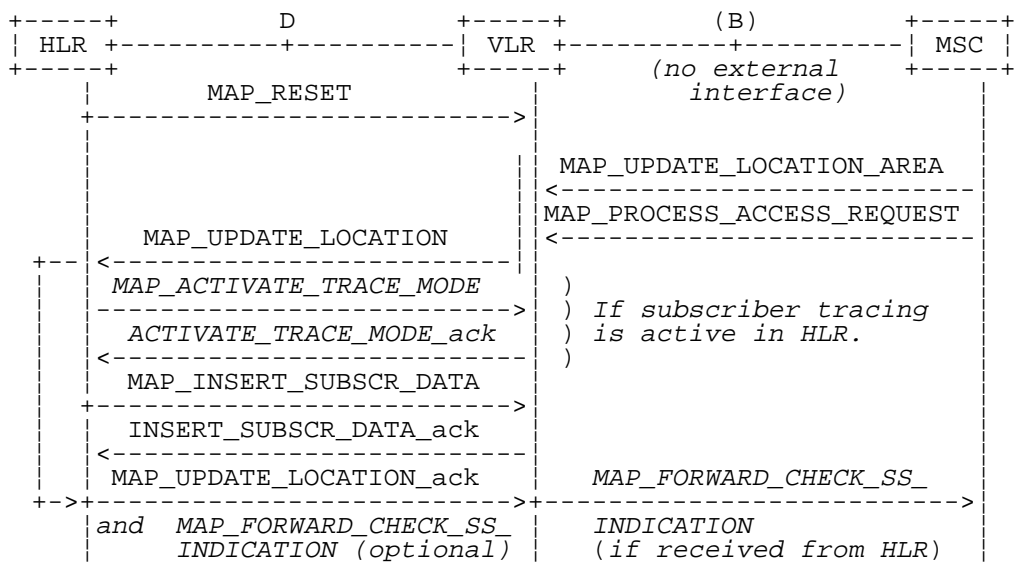 D (B)
HLR VLR MSC
(no external
MAP_RESET interface)
MAP_UPDATE_LOCATION_AREA
MAP_PROCESS_ACCESS_REQUEST
MAP_UPDATE_LOCATION
MAP_ACTIVATE_TRACE_MODE )
) If subscriber tracing
ACTIVATE_TRACE_MODE_ack ) is active in HLR.
)
MAP_INSERT_SUBSCR_DATA
INSERT_SUBSCR_DATA_ack
MAP_UPDATE_LOCATION_ack MAP_FORWARD_CHECK_SS_
and MAP_FORWARD_CHECK_SS_ INDICATION
INDICATION (optional) (if received from HLR)